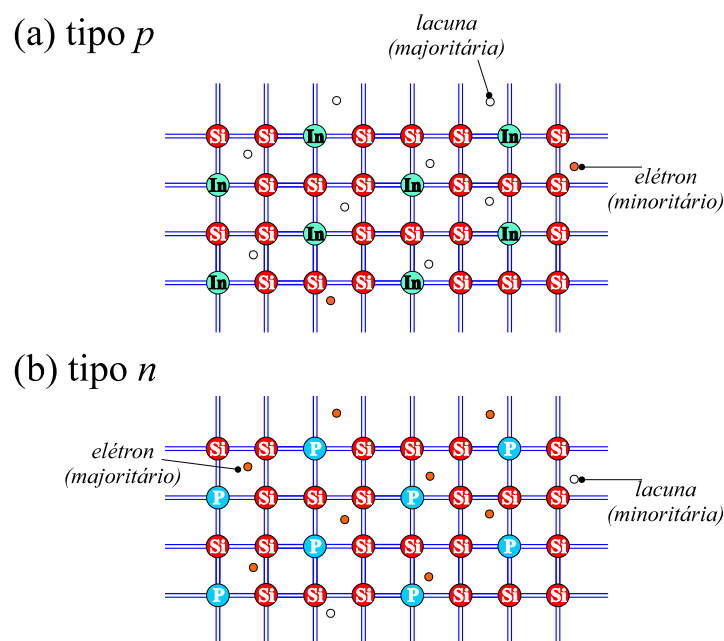 (a) tipo p
lacuna
(majoritária)
Si Si In Si Si Si In Si
elétron
(minoritário)
In Si Si Si In Si Si Si
Si Si In Si Si Si In Si
In Si Si Si In Si Si Si
(b) tipo n
elétron
(majoritário)
Si Si P Si Si Si P Si
lacuna
(minoritária)
P Si Si Si P Si Si Si
Si Si P Si Si Si P Si
P Si Si Si P Si Si Si